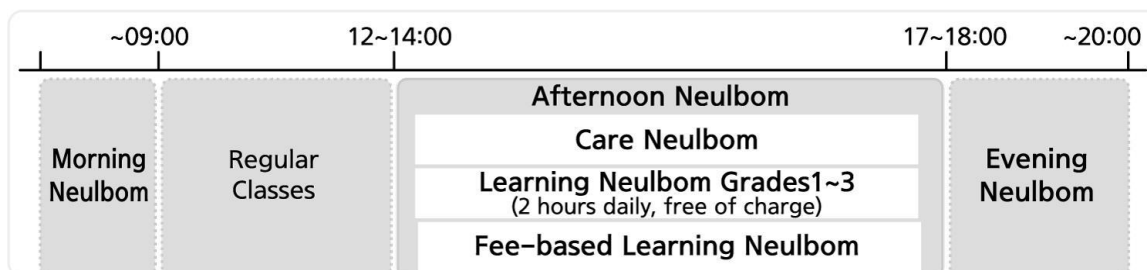 ~09:00 12~14:00 17~18:00 ~20:00
Morning
Neulbom
Regular
Classes
Afternoon Neulbom
Care Neulbom
Learning Neulbom Grades1~3
(2 hours daily, free of charge)
Fee-based Learning Neulbom
Evening
Neulbom